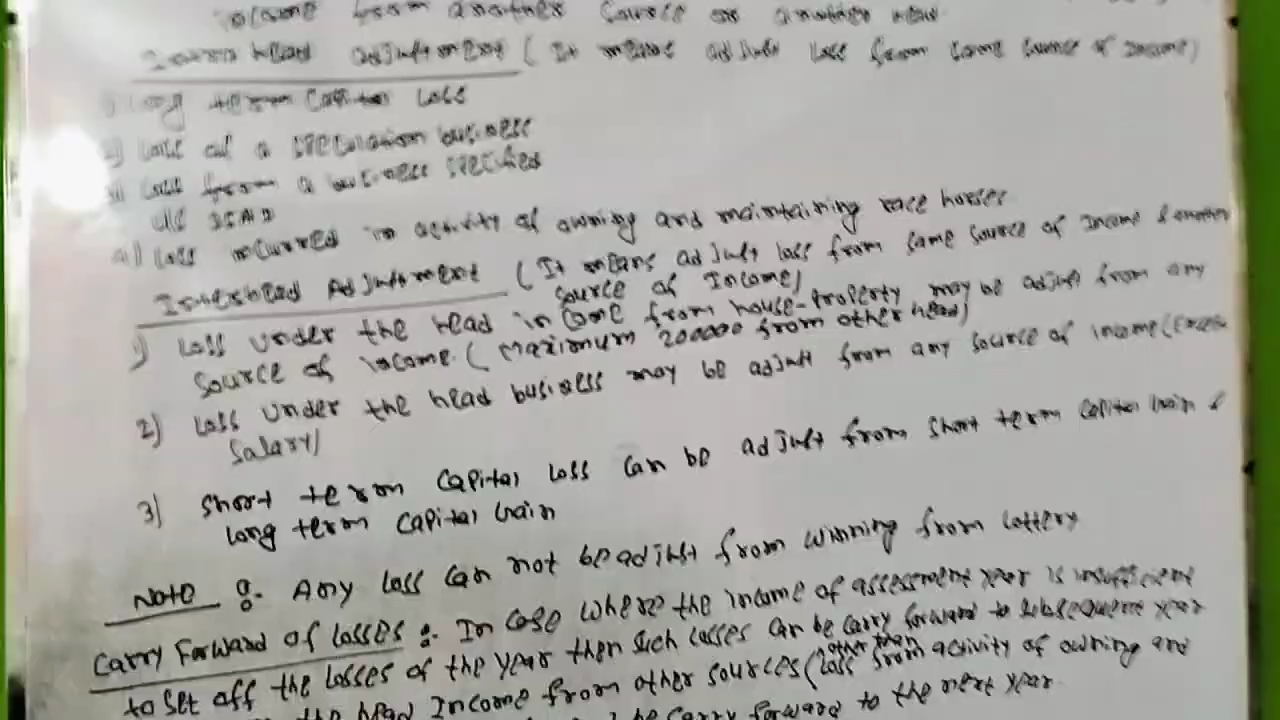 income from another source or another head
Intra head adjustment ( It means adjust loss from same source of Income)
long term capital loss
2) Loss of a speculation business
3) Loss from a business specified
u/s 35AD
4) Loss incurred in activity of owning and maintaining race horses
Interhead Adjustment (It means adjust loss from same source of Income & another
source of Income)
1) Loss under the head income from house-property may be adjust from any
source of income. (Maximum 200000 from other head)
2) Loss under the head business may be adjust from any source of income (
Salary)
3) Short term capital loss can be adjust from short term capital Gain &
long term capital Gain
Note :- Any loss can not be adjust from winning from lottery
Carry Forward of losses :- In case where the income of assessment year is insufficient
to set off the losses of the year then such losses can be carry forward to subsequent year
the head Income from other sources (other than loss from activity of owning and
be carry forward to the next year.